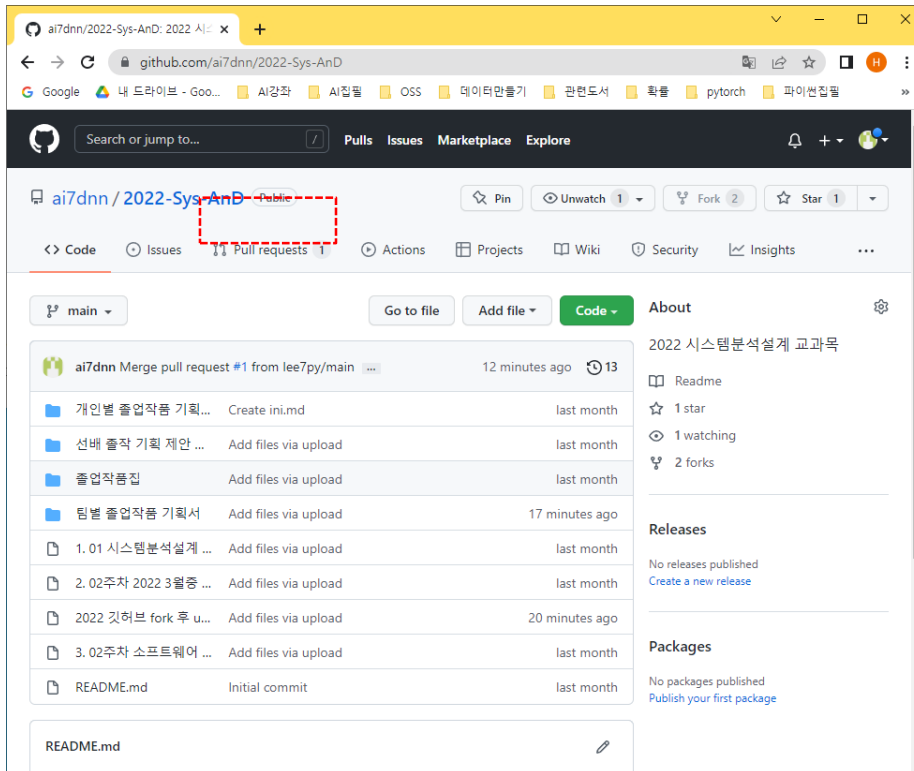 ai7dnn/2022-Sys-AnD: 2022 시스
github.com/ai7dnn/2022-Sys-AnD
H
Google 내 드라이브 - Goo... AI강좌 AI집필 OSS 데이터만들기 관련도서 확률 pytorch 파이썬집필 »
Search or jump to... / Pulls Issues Marketplace Explore
ai7dnn / 2022-Sys-AnD Public Pin Unwatch 1 Fork 2 Star 1
Code Issues Pull requests 1 Actions Projects Wiki Security Insights ...
main Go to file Add file Code
ai7dnn Merge pull request #1 from lee7py/main ... 12 minutes ago 13
개인별 졸업작품 기획... Create ini.md last month
선배 졸작 기획 제안 ... Add files via upload last month
졸업작품집 Add files via upload last month
팀별 졸업작품 기획서 Add files via upload 17 minutes ago
1. 01 시스템분석설계 ... Add files via upload last month
2. 02주차 2022 3월중 ... Add files via upload last month
2022 깃허브 fork 후 u... Add files via upload 20 minutes ago
3. 02주차 소프트웨어 ... Add files via upload last month
README.md Initial commit last month
README.md
About
2022 시스템분석설계 교과목
Readme
1 star
1 watching
2 forks
Releases
No releases published
Create a new release
Packages
No packages published
Publish your first package